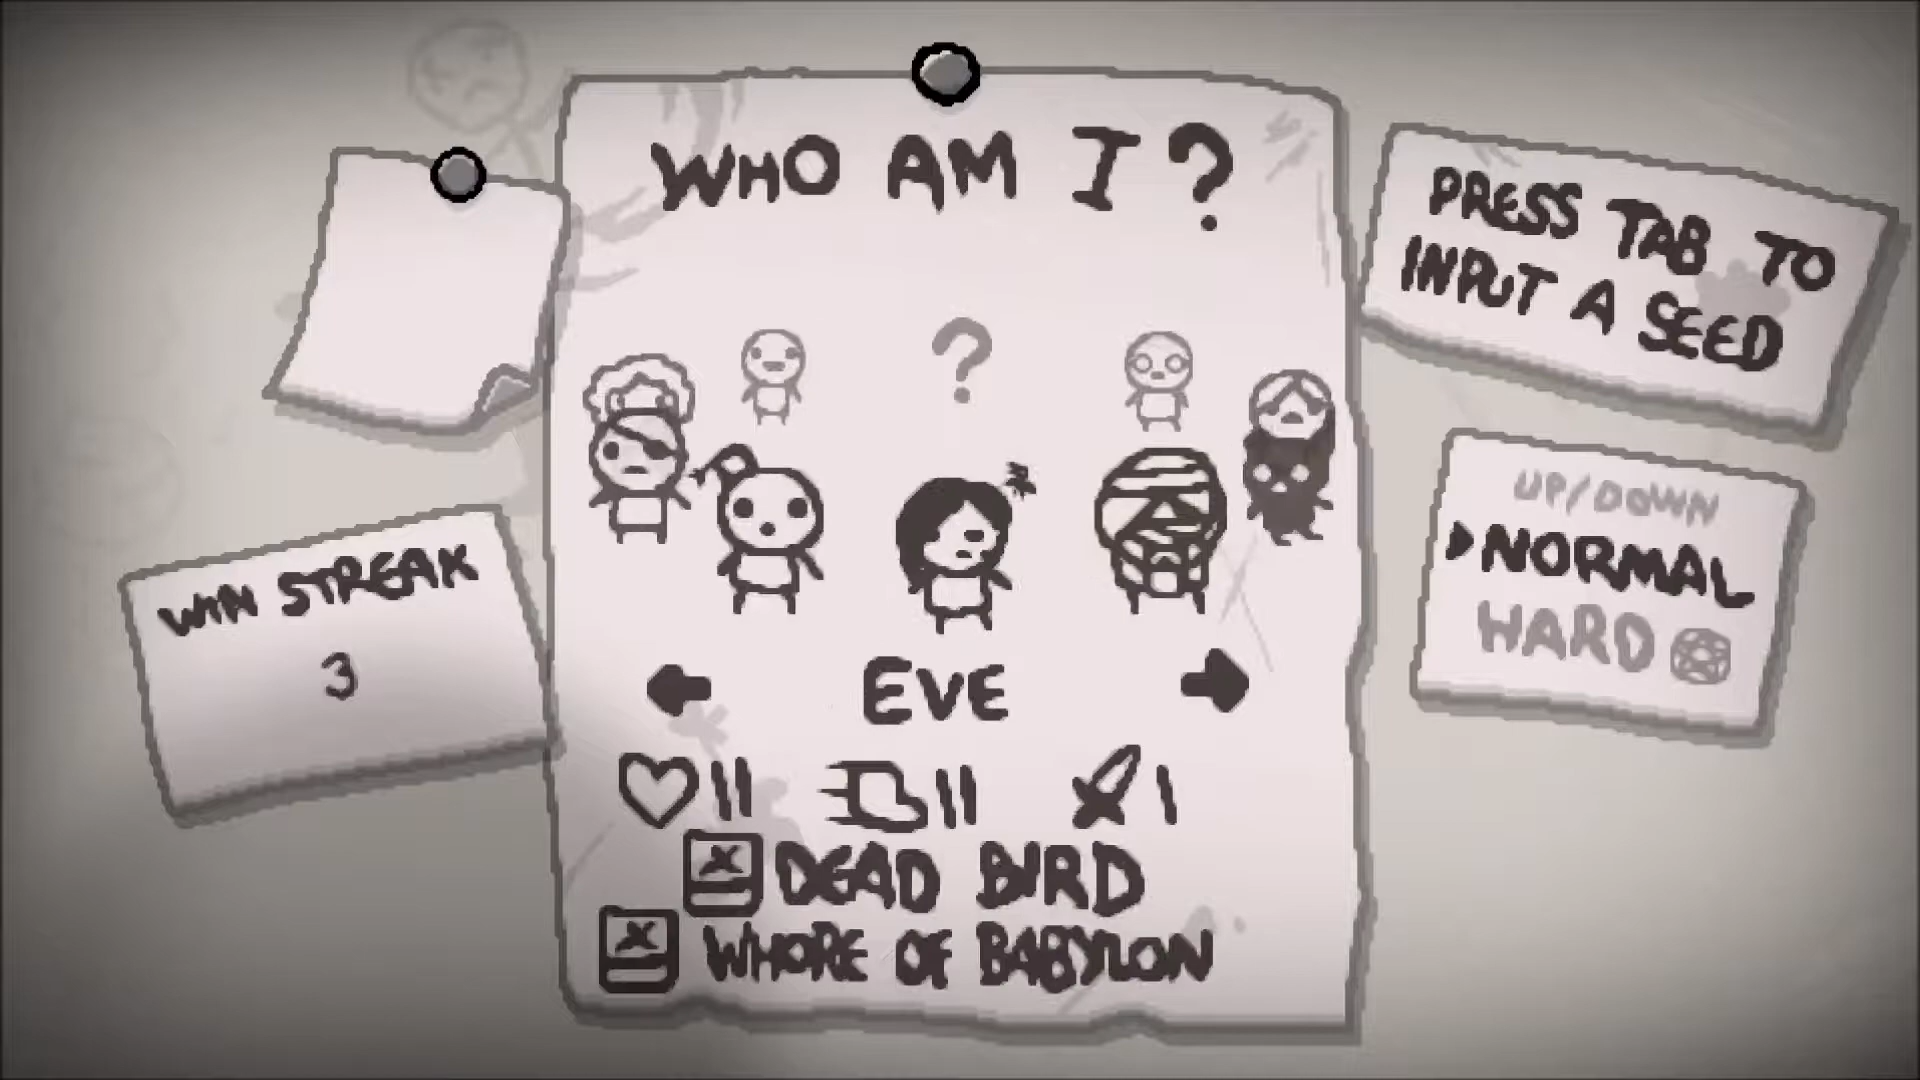 WHO AM I?
PRESS TAB TO
INPUT A SEED
?
UP/DOWN
NORMAL
HARD
WIN STREAK
3
EVE
DEAD BIRD
WHORE OF BABYLON